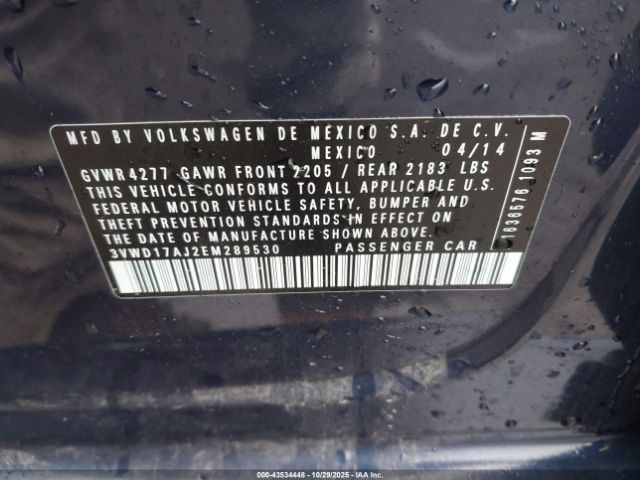 MFD BY VOLKSWAGEN DE MEXICO S.A. DE C.V.
MEXICO 04/14
GVWR 4277 GAWR FRONT 2205 / REAR 2183 LBS
THIS VEHICLE CONFORMS TO ALL APPLICABLE U.S.
FEDERAL MOTOR VEHICLE SAFETY, BUMPER AND
THEFT PREVENTION STANDARDS IN EFFECT ON
THE DATE OF MANUFACTURE SHOWN ABOVE.
3VWD17AJ2EM289530 PASSENGER CAR
1636576 1093 M
000-43534448 - 10/29/2025 - IAA Inc.